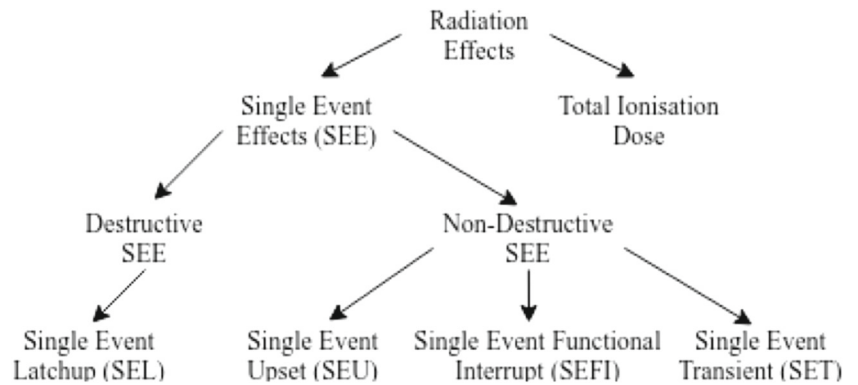 Radiation
Effects
Single Event
Effects (SEE)
Total Ionisation
Dose
Destructive
SEE
Non-Destructive
SEE
Single Event
Latchup (SEL)
Single Event
Upset (SEU)
Single Event Functional
Interrupt (SEFI)
Single Event
Transient (SET)